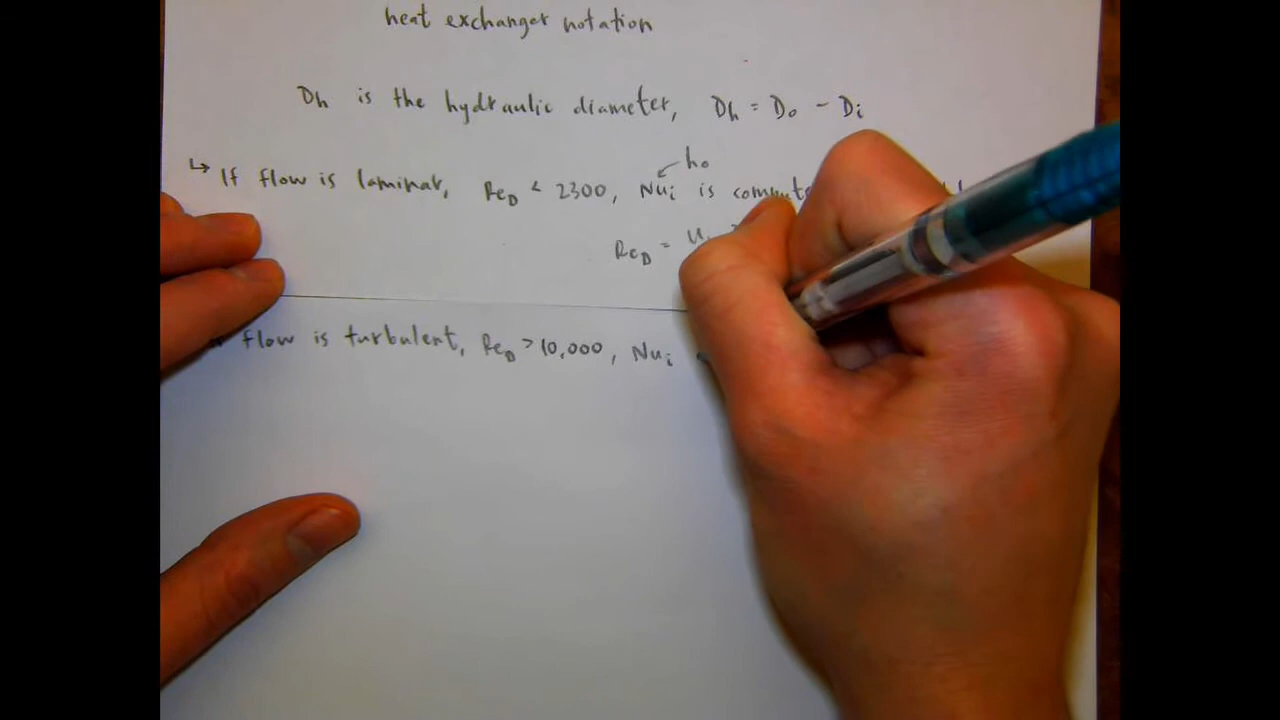 heat exchanger notation
Dh is the hydraulic diameter, Dh = Do - Di
ho
↳ If flow is laminar, ReD < 2300, Nui is
ReD =
flow is turbulent, ReD > 10,000, Nui